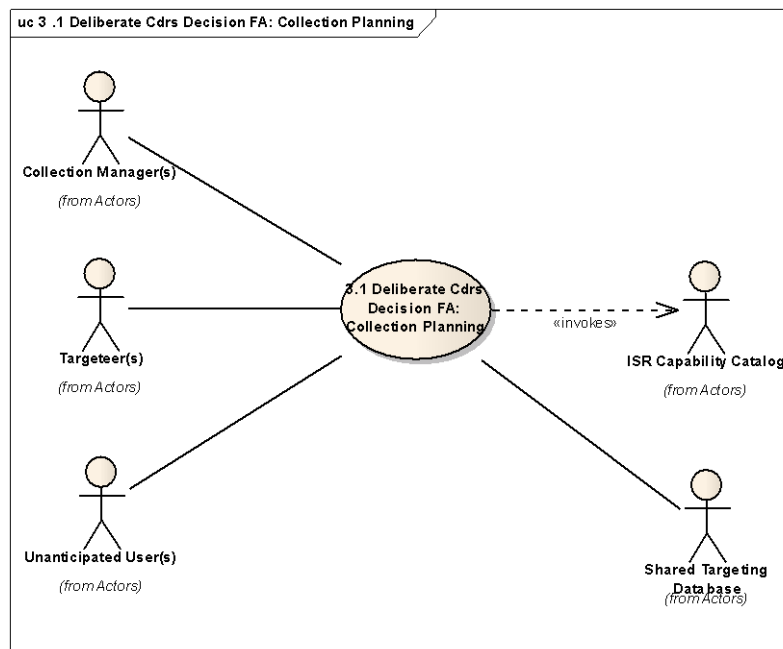 uc 3 .1 Deliberate Cdrs Decision FA: Collection Planning
Collection Manager(s)
(from Actors)
3.1 Deliberate Cdrs
Decision FA:
Collection Planning
«invokes»
Targeteer(s)
(from Actors)
ISR Capability Catalog
(from Actors)
Unanticipated User(s)
(from Actors)
Shared Targeting
Database
(from Actors)